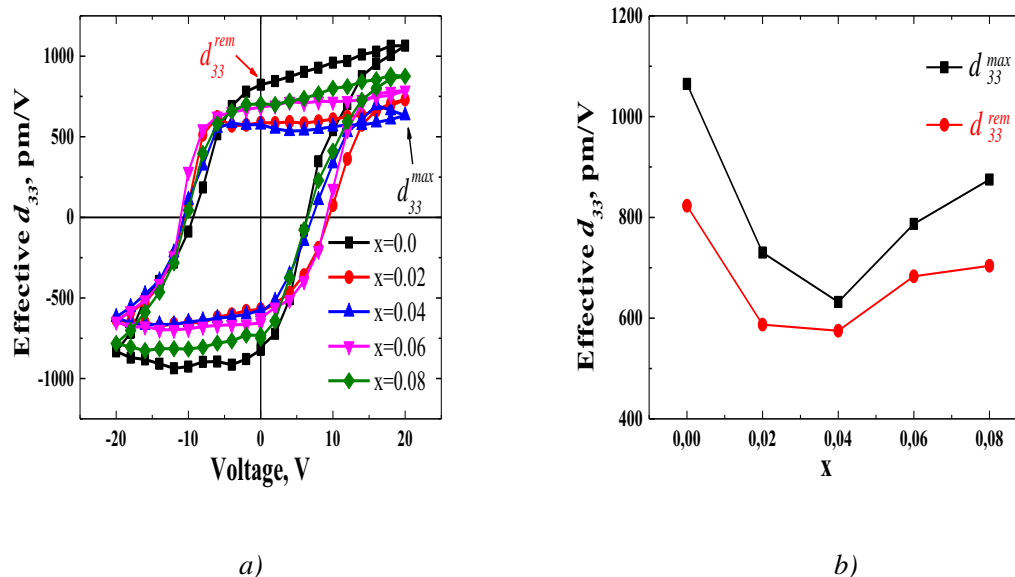 1000
500
0
-500
-1000
-20
-10
0
10
20
Voltage, V
Effective d33, pm/V
d33rem
d33max
x=0.0
x=0.02
x=0.04
x=0.06
x=0.08
a)
1200
1000
800
600
400
0,00
0,02
0,04
0,06
0,08
x
Effective d33, pm/V
d33max
d33rem
b)